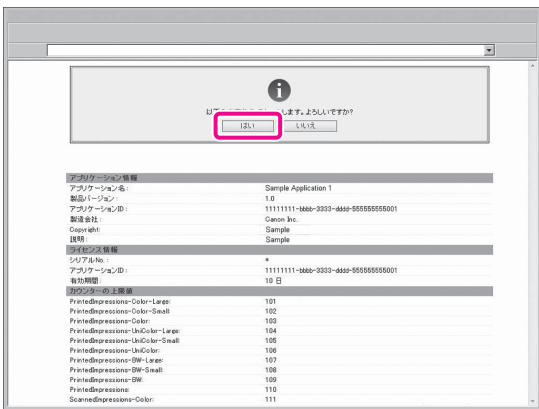 します。よろしいですか?
はい いいえ
アプリケーション情報
アプリケーション名: Sample Application 1
製品バージョン: 1.0
アプリケーションID: 11111111-bbbb-3333-dddd-555555555001
製造会社: Canon Inc.
Copyright: Sample
説明: Sample
ライセンス情報
シリアルNo.: *
アプリケーションID: 11111111-bbbb-3333-dddd-555555555001
有効期間: 10 日
カウンターの上限値
PrintedImpressions-Color-Large: 101
PrintedImpressions-Color-Small: 102
PrintedImpressions-Color: 103
PrintedImpressions-UniColor-Large: 104
PrintedImpressions-UniColor-Small: 105
PrintedImpressions-UniColor: 106
PrintedImpressions-BW-Large: 107
PrintedImpressions-BW-Small: 108
PrintedImpressions-BW: 109
PrintedImpressions: 110
ScannedImpressions-Color: 111